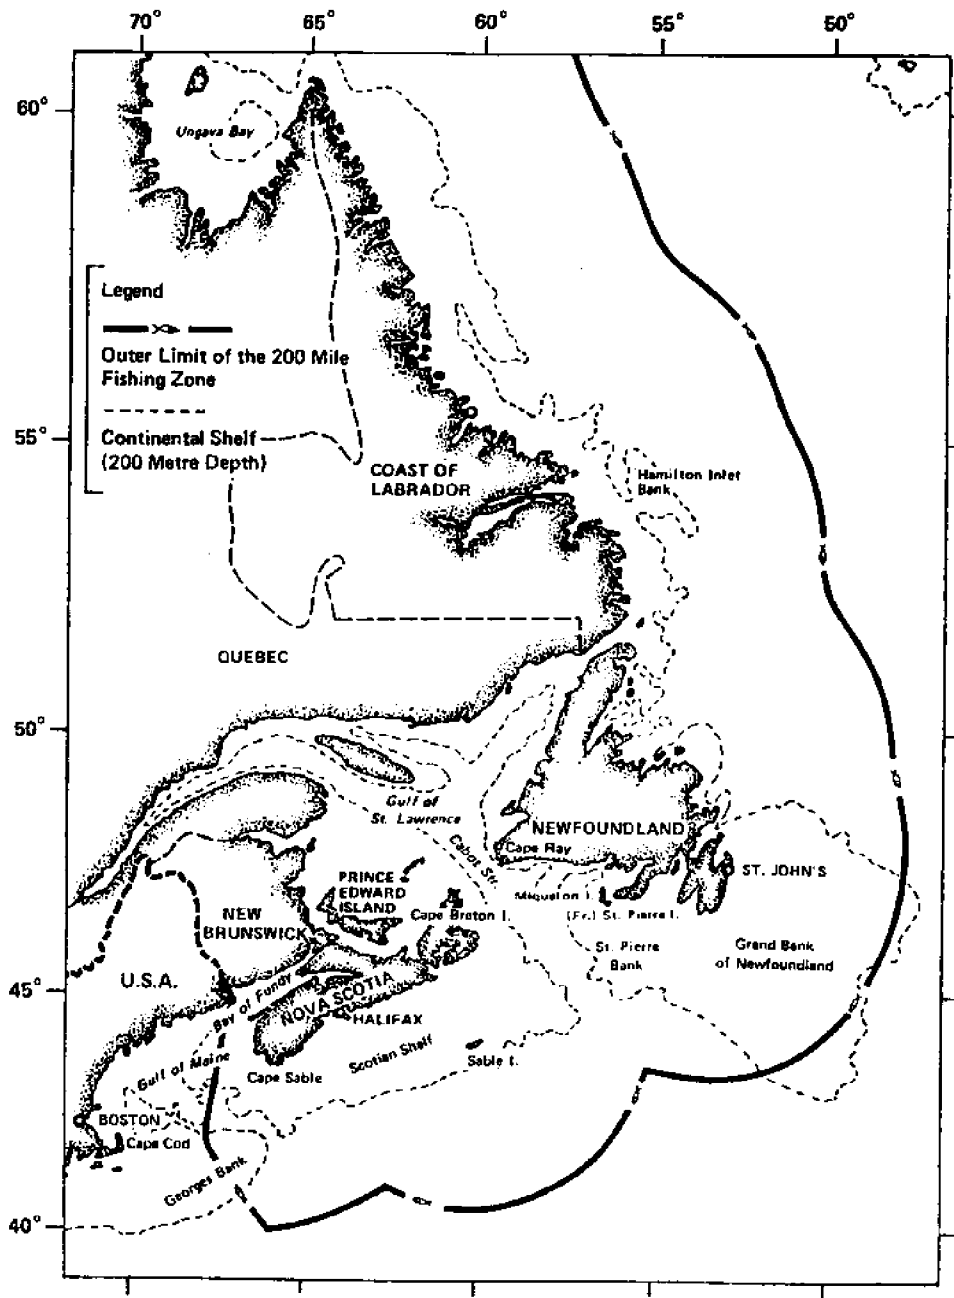 70° 65° 60° 55° 50°
60°
Ungava Bay
Legend
Outer Limit of the 200 Mile
Fishing Zone
Continental Shelf
(200 Metre Depth)
55°
COAST OF
LABRADOR
Hamilton Inlet
Bank
QUEBEC
50°
Gulf of
St. Lawrence
Cabot Str.
NEWFOUNDLAND
Cape Ray
ST. JOHN'S
PRINCE
EDWARD
ISLAND
Miquelon I.
(Fr.) St. Pierre I.
Cape Breton I.
NEW
BRUNSWICK
St. Pierre
Bank
Grand Bank
of Newfoundland
U.S.A.
45°
Bay of Fundy
NOVA SCOTIA
HALIFAX
Scotian Shelf
Sable I.
Gulf of Maine
Cape Sable
BOSTON
Cape Cod
Georges Bank
40°